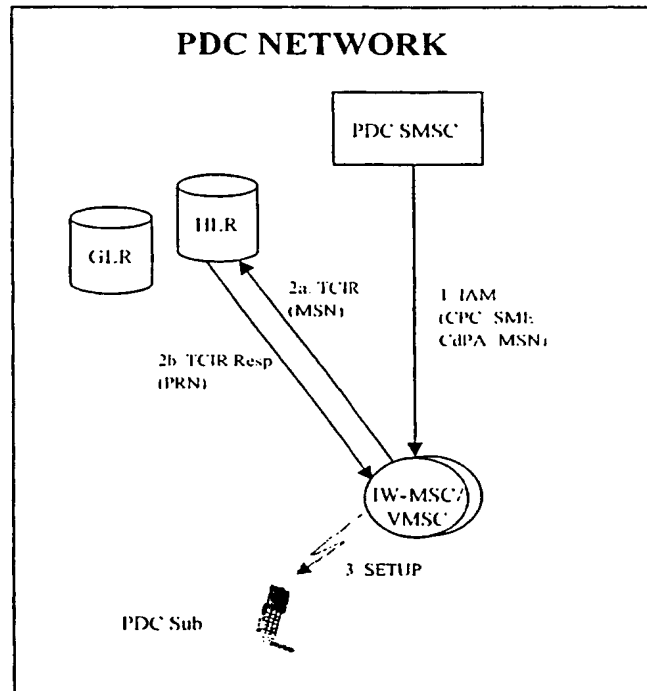 PDC NETWORK
PDC SMSC
HLR
GLR
2a. TCIR
(MSN)
1. IAM
(CPC SME
CdPA MSN)
2b. TCIR Resp
(PRN)
IW-MSC/
VMSC
3. SETUP
PDC Sub